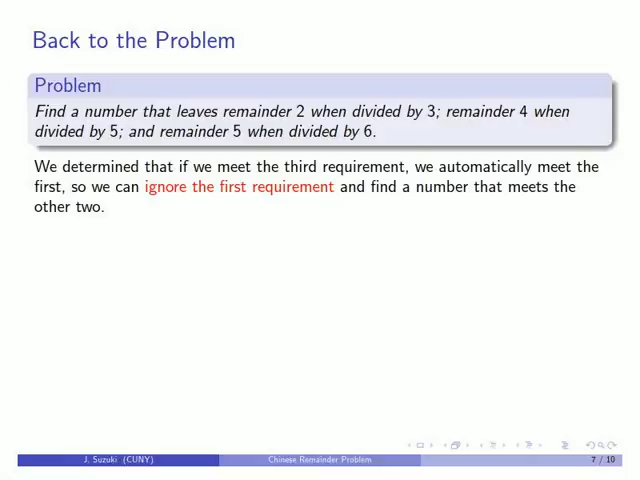 Back to the Problem
Problem
Find a number that leaves remainder 2 when divided by 3; remainder 4 when
divided by 5; and remainder 5 when divided by 6.
We determined that if we meet the third requirement, we automatically meet the
first, so we can ignore the first requirement and find a number that meets the
other two.
J. Suzuki (CUNY) Chinese Remainder Problem 7 / 10